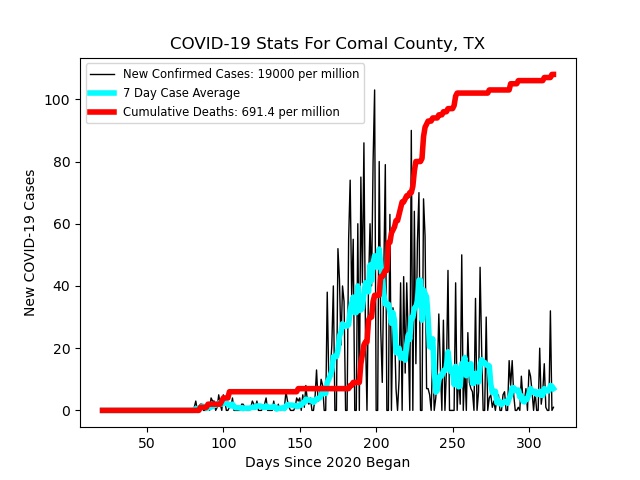 COVID-19 Stats For Comal County, TX
New Confirmed Cases: 19000 per million
7 Day Case Average
Cumulative Deaths: 691.4 per million
New COVID-19 Cases
100
80
60
40
20
0
50 100 150 200 250 300
Days Since 2020 Began